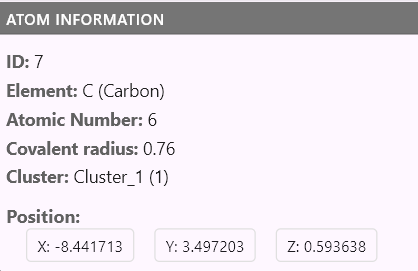 ATOM INFORMATION
ID: 7
Element: C (Carbon)
Atomic Number: 6
Covalent radius: 0.76
Cluster: Cluster_1 (1)
Position:
X: -8.441713 Y: 3.497203 Z: 0.593638